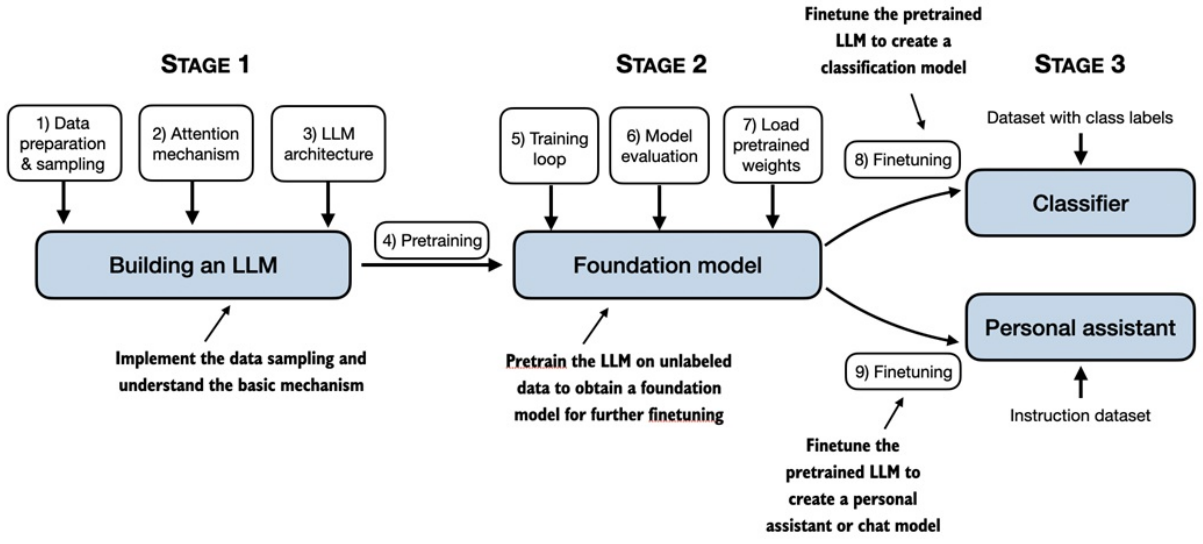 STAGE 1
1) Data
preparation
& sampling
2) Attention
mechanism
3) LLM
architecture
Building an LLM
Implement the data sampling and
understand the basic mechanism
4) Pretraining
STAGE 2
5) Training
loop
6) Model
evaluation
7) Load
pretrained
weights
Foundation model
Pretrain the LLM on unlabeled
data to obtain a foundation
model for further finetuning
Finetune the pretrained
LLM to create a
classification model
STAGE 3
8) Finetuning
Dataset with class labels
Classifier
Personal assistant
9) Finetuning
Instruction dataset
Finetune the
pretrained LLM to
create a personal
assistant or chat model